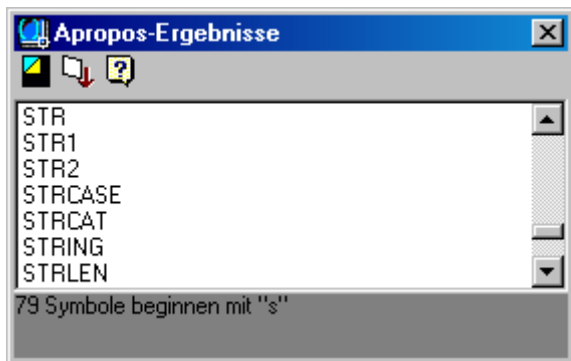 Apropos-Ergebnisse
STR
STR1
STR2
STRCASE
STRCAT
STRING
STRLEN
79 Symbole beginnen mit "s"